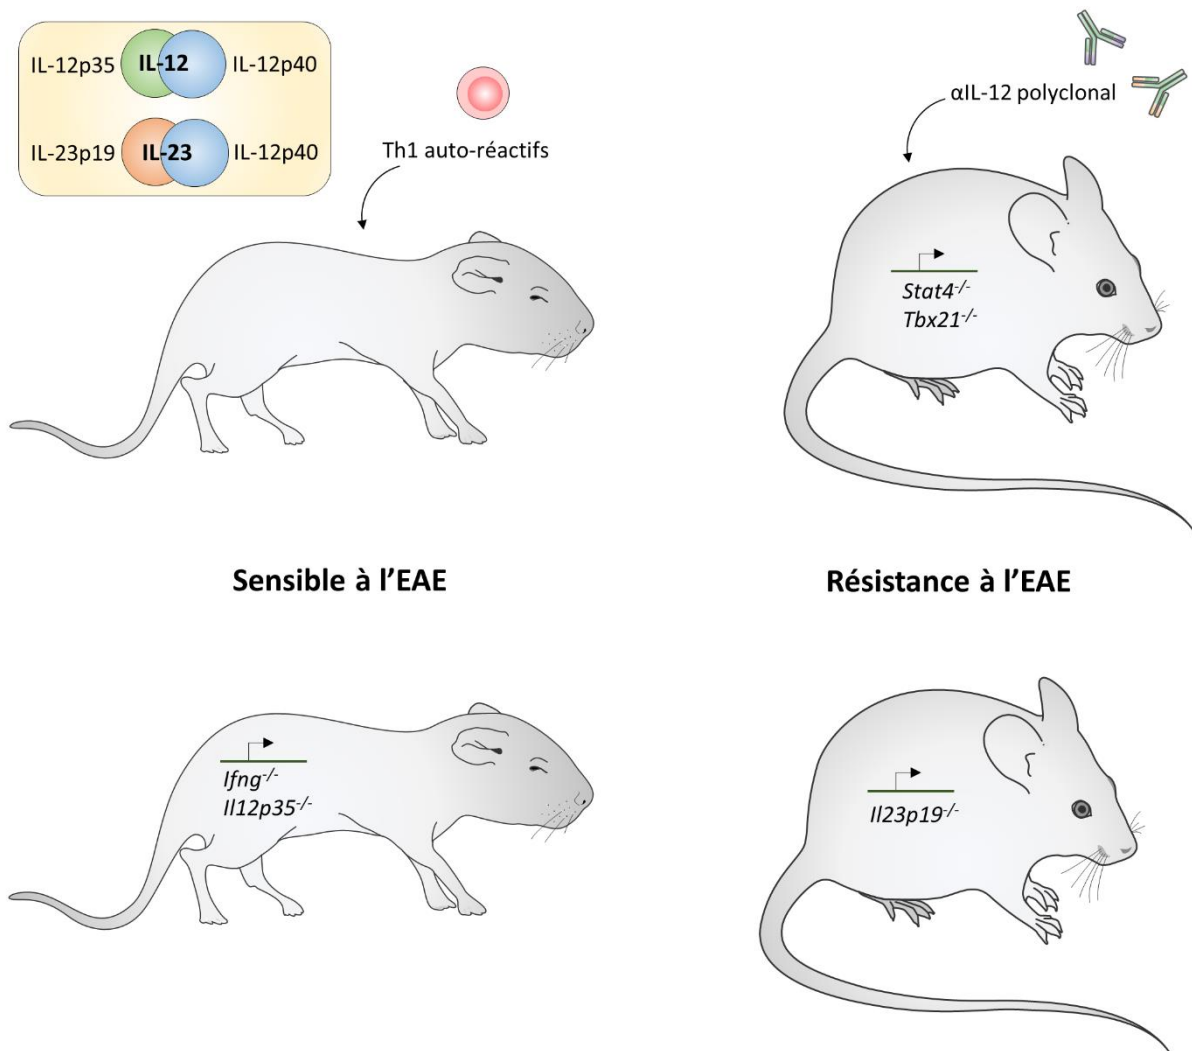 IL-12p35 IL-12 IL-12p40
IL-23p19 IL-23 IL-12p40
Th1 auto-réactifs
αIL-12 polyclonal
Stat4-/-
Tbx21-/-
Sensible à l’EAE
Résistance à l’EAE
Ifng-/-
Il12p35-/-
Il23p19-/-